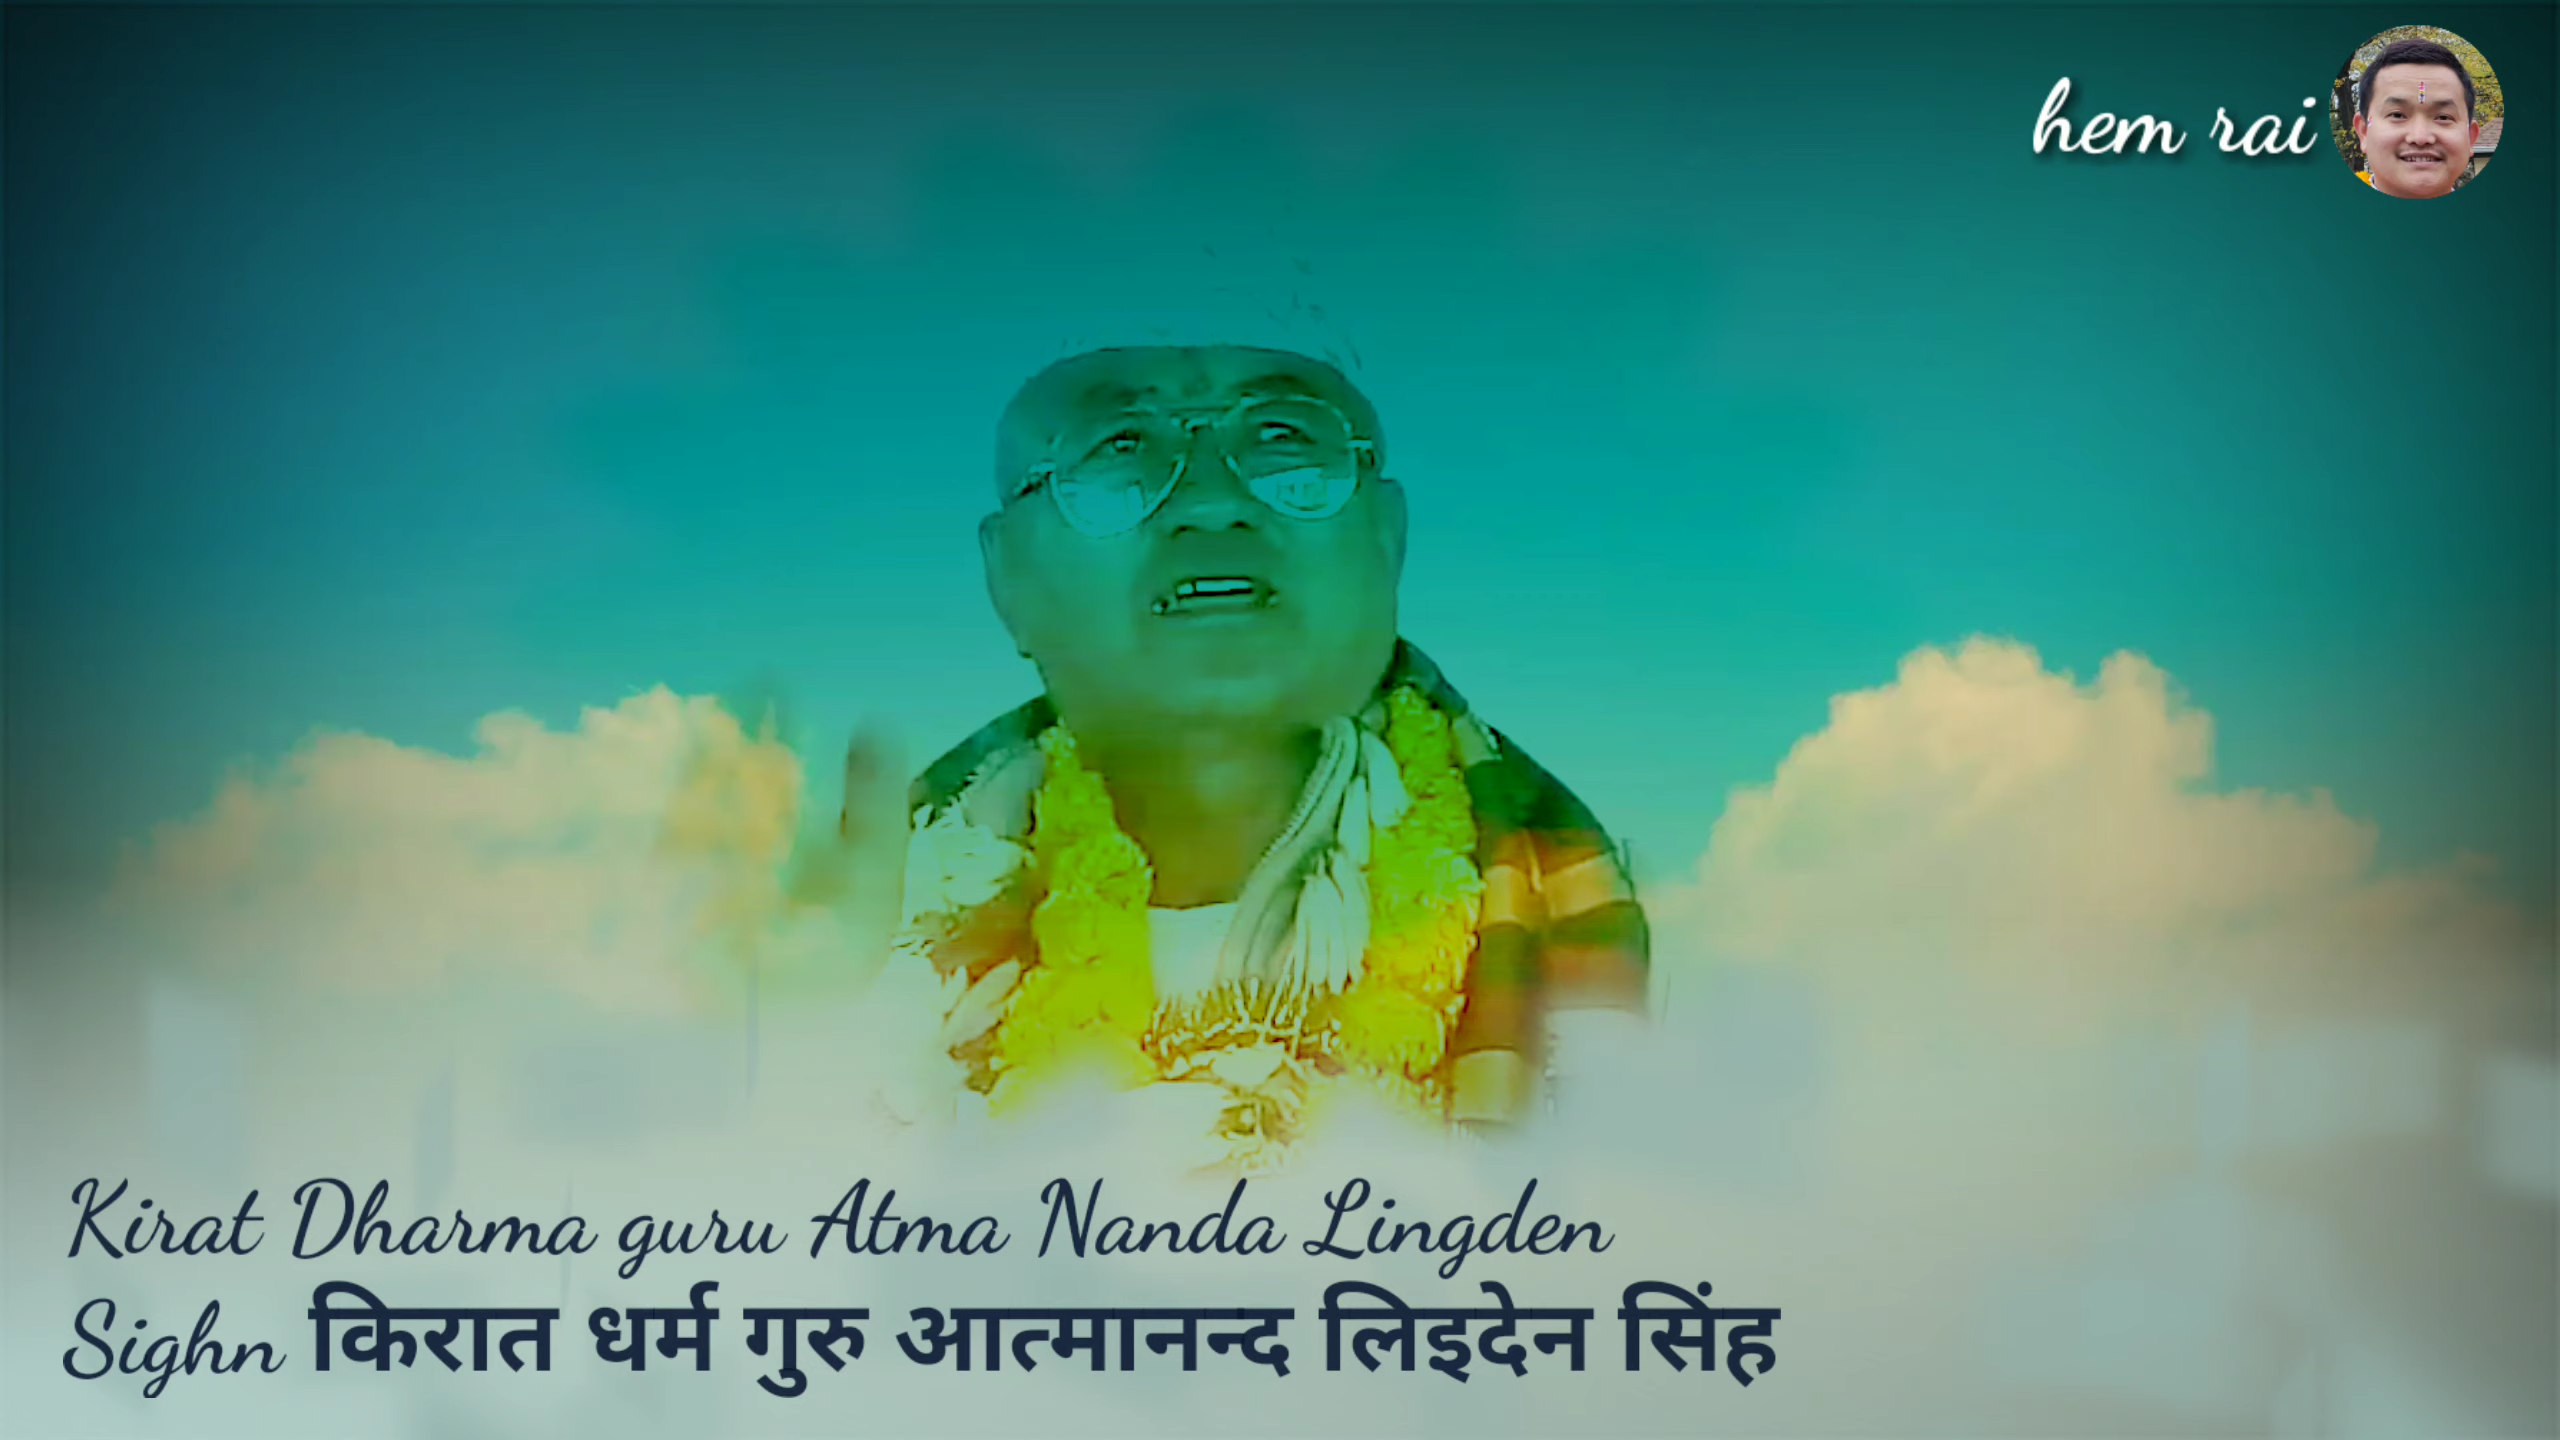 hem rai
Kirat Dharma guru Atma Nanda Lingden
Sighn किरात धर्म गुरु आत्मानन्द लिइदेन सिंह